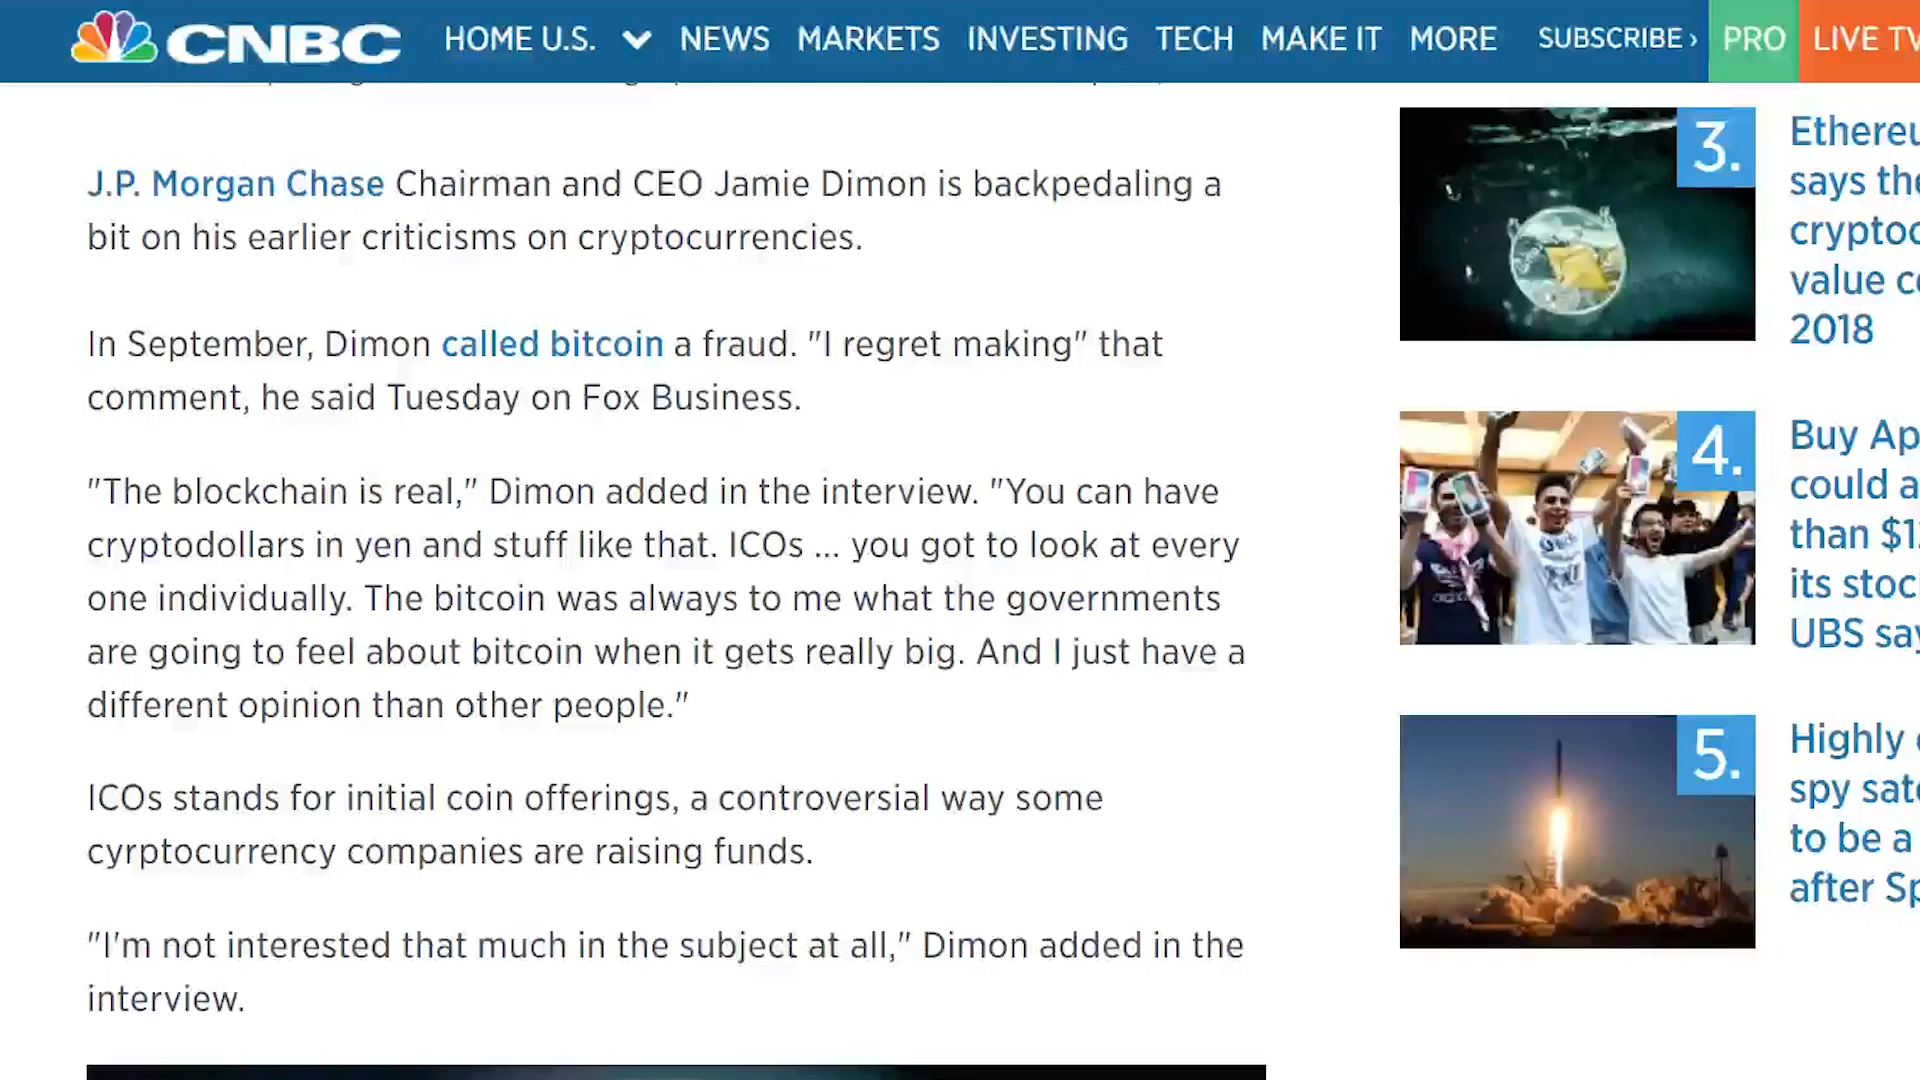 CNBC HOME U.S. NEWS MARKETS INVESTING TECH MAKE IT MORE SUBSCRIBE › PRO LIVE TV
J.P. Morgan Chase Chairman and CEO Jamie Dimon is backpedaling a
bit on his earlier criticisms on cryptocurrencies.
In September, Dimon called bitcoin a fraud. "I regret making" that
comment, he said Tuesday on Fox Business.
"The blockchain is real," Dimon added in the interview. "You can have
cryptodollars in yen and stuff like that. ICOs ... you got to look at every
one individually. The bitcoin was always to me what the governments
are going to feel about bitcoin when it gets really big. And I just have a
different opinion than other people."
ICOs stands for initial coin offerings, a controversial way some
cyrptocurrency companies are raising funds.
"I'm not interested that much in the subject at all," Dimon added in the
interview.
3.
Ethereu
says the
cryptoc
value c
2018
4.
Buy Ap
could a
than $1
its stoc
UBS say
5.
Highly
spy sat
to be a
after Sp